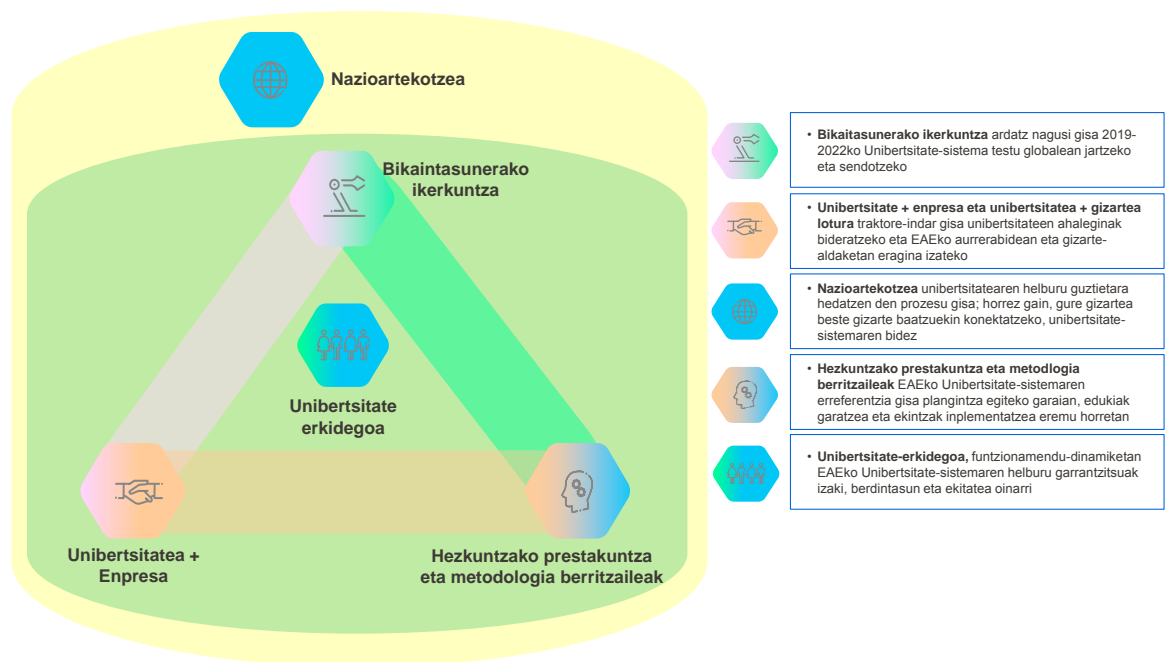 Nazioartekotzea
Bikaintasunerako
ikerkuntza
Unibertsitate
erkidegoa
Unibertsitatea +
Enpresa
Hezkuntzako prestakuntza
eta metodologia berritzaileak
• Bikaitasunerako ikerkuntza ardatz nagusi gisa 2019-
2022ko Unibertsitate-sistema testu globalean jartzeko
eta sendotzeko
• Unibertsitate + enpresa eta unibertsitatea + gizartea
lotura traktore-indar gisa unibertsitateen ahaleginak
bideratzeko eta EAEko aurrerabidean eta gizarte-
aldaketan eragina izateko
• Nazioartekotzea unibertsitatearen helburu guztietara
hedatzen den prozesu gisa; horrez gain, gure gizartea
beste gizarte baatzuekin konektatzeko, unibertsitate-
sistemaren bidez
• Hezkuntzako prestakuntza eta metodlogia
berritzaileak EAEko Unibertsitate-sistemaren
erreferentzia gisa plangintza egiteko garaian, edukiak
garatzea eta ekintzak inplementatzea eremu horretan
• Unibertsitate-erkidegoa, funtzionamendu-dinamiketan
EAEko Unibertsitate-sistemaren helburu garrantzitsuak
izaki, berdintasun eta ekitatea oinarri